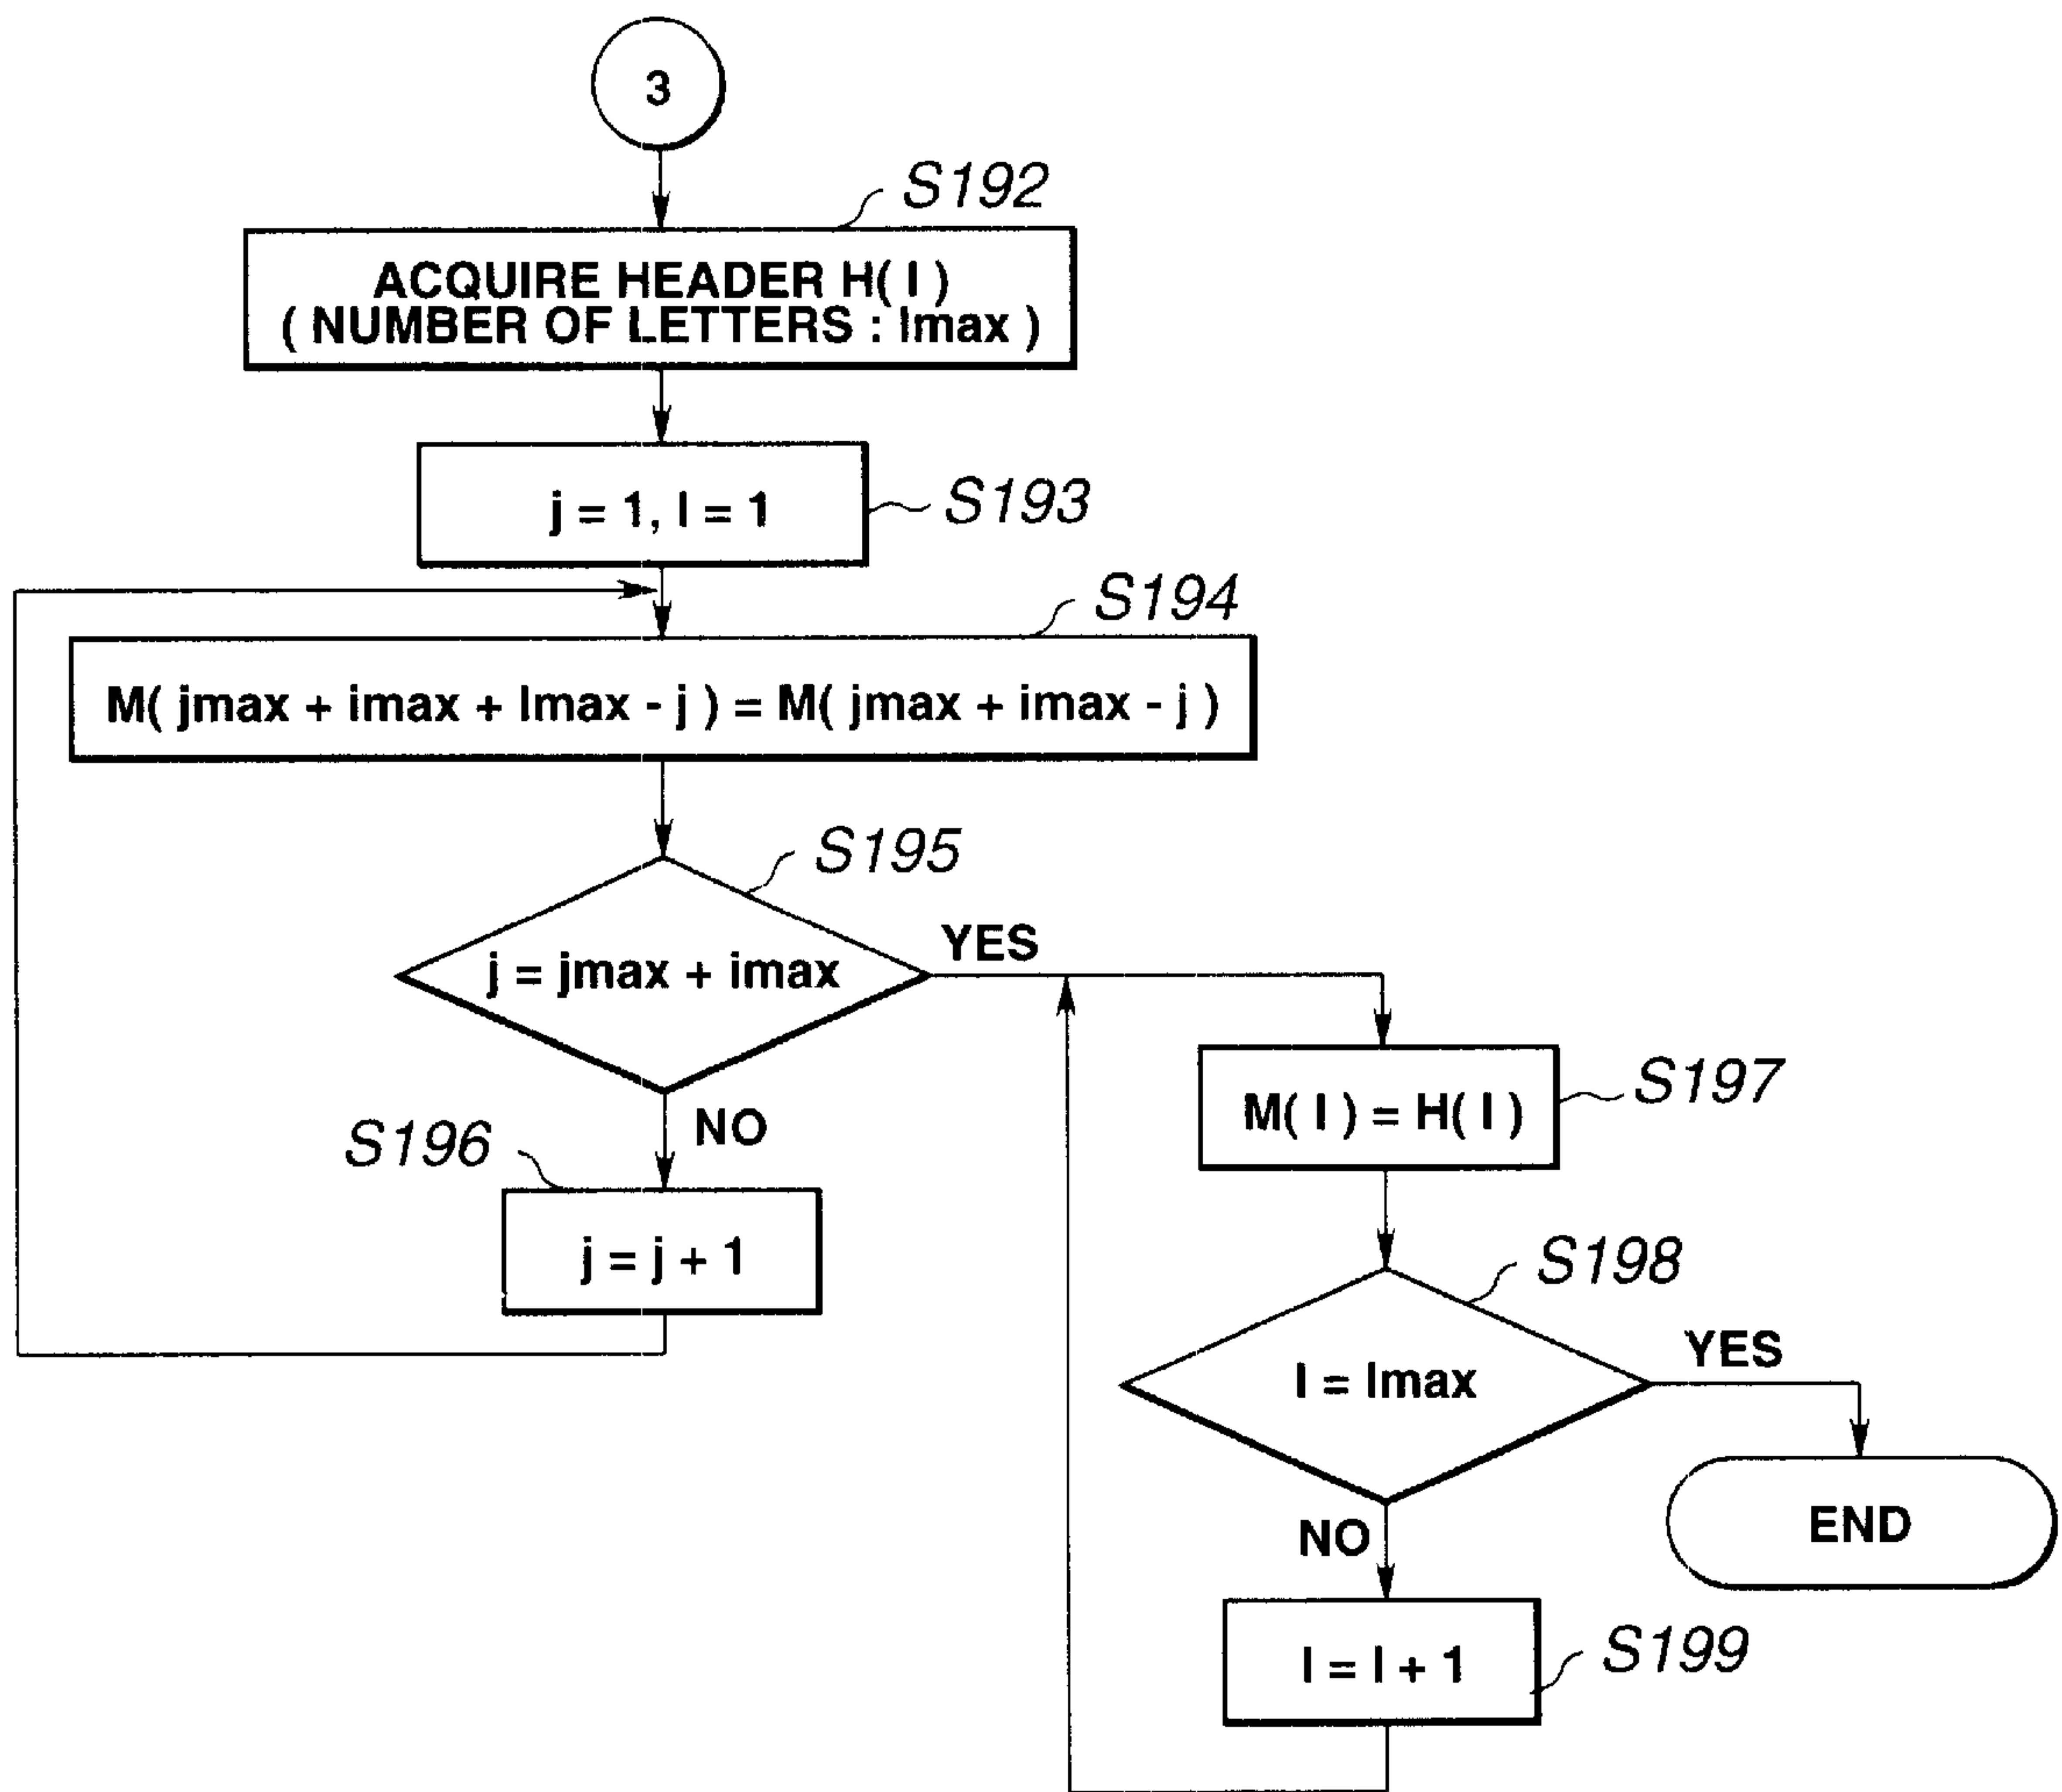 3
S192
ACQUIRE HEADER H( l )
( NUMBER OF LETTERS : lmax )
j = 1, l = 1
S193
S194
M( jmax + imax + lmax - j ) = M( jmax + imax - j )
S195
j = jmax + imax
YES
NO
S196
j = j + 1
M( l ) = H( l )
S197
S198
l = lmax
YES
NO
END
l = l + 1
S199